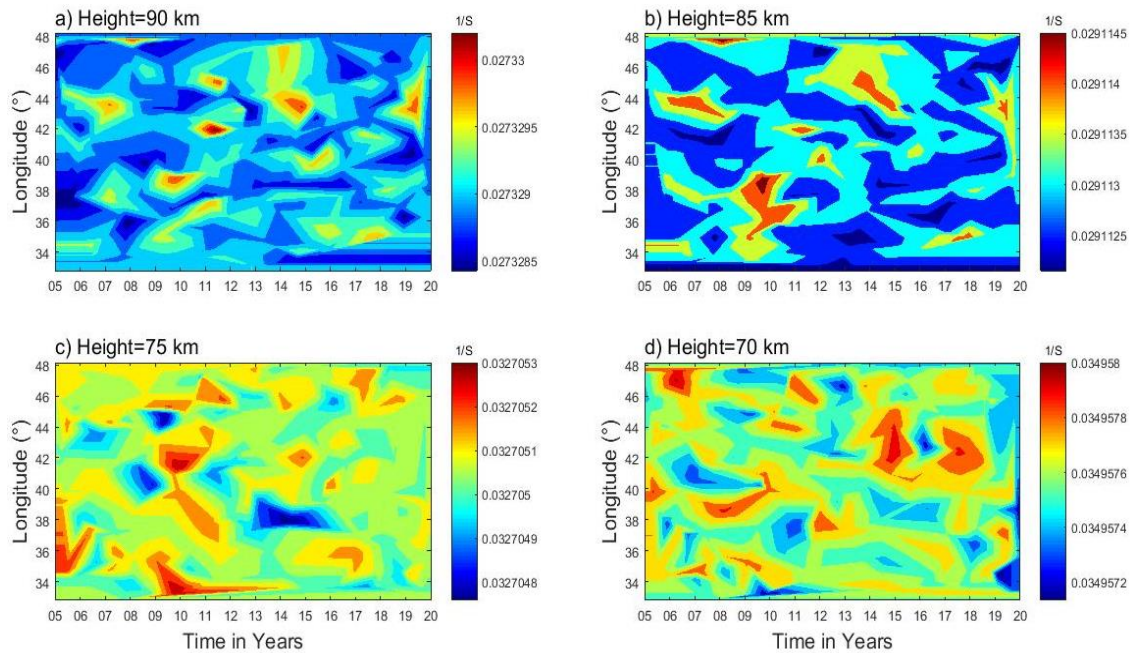 a) Height=90 km
1/S
48
46
44
42
40
38
36
34
Longitude (°)
05 06 07 08 09 10 11 12 13 14 15 16 17 18 19 20
0.02733
0.0273295
0.027329
0.0273285
b) Height=85 km
1/S
48
46
44
42
40
38
36
34
Longitude (°)
05 06 07 08 09 10 11 12 13 14 15 16 17 18 19 20
0.0291145
0.029114
0.0291135
0.029113
0.0291125
c) Height=75 km
1/S
48
46
44
42
40
38
36
34
Longitude (°)
05 06 07 08 09 10 11 12 13 14 15 16 17 18 19 20
Time in Years
0.0327053
0.0327052
0.0327051
0.032705
0.0327049
0.0327048
d) Height=70 km
1/S
48
46
44
42
40
38
36
34
Longitude (°)
05 06 07 08 09 10 11 12 13 14 15 16 17 18 19 20
Time in Years
0.034958
0.0349578
0.0349576
0.0349574
0.0349572